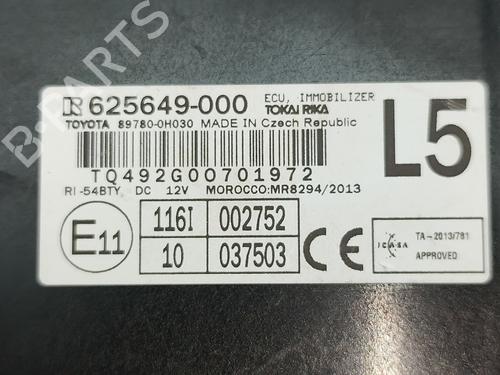 625649-000 ECU, IMMOBILIZER
TOKAI RIKA
TOYOTA 89780-0H030 MADE IN Czech Republic
L5
TQ492G00701972
RI-54BTY, DC 12V MOROCCO:MR8294/2013
E11
116I 002752
10 037503
CE
ICASA
TA-2013/781
APPROVED
B-PARTS